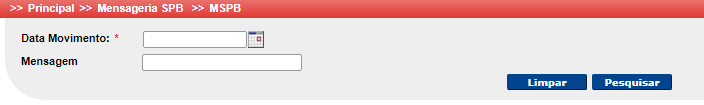 >> Principal >> Mensageria SPB >> MSPB
Data Movimento: *
Mensagem
Limpar Pesquisar